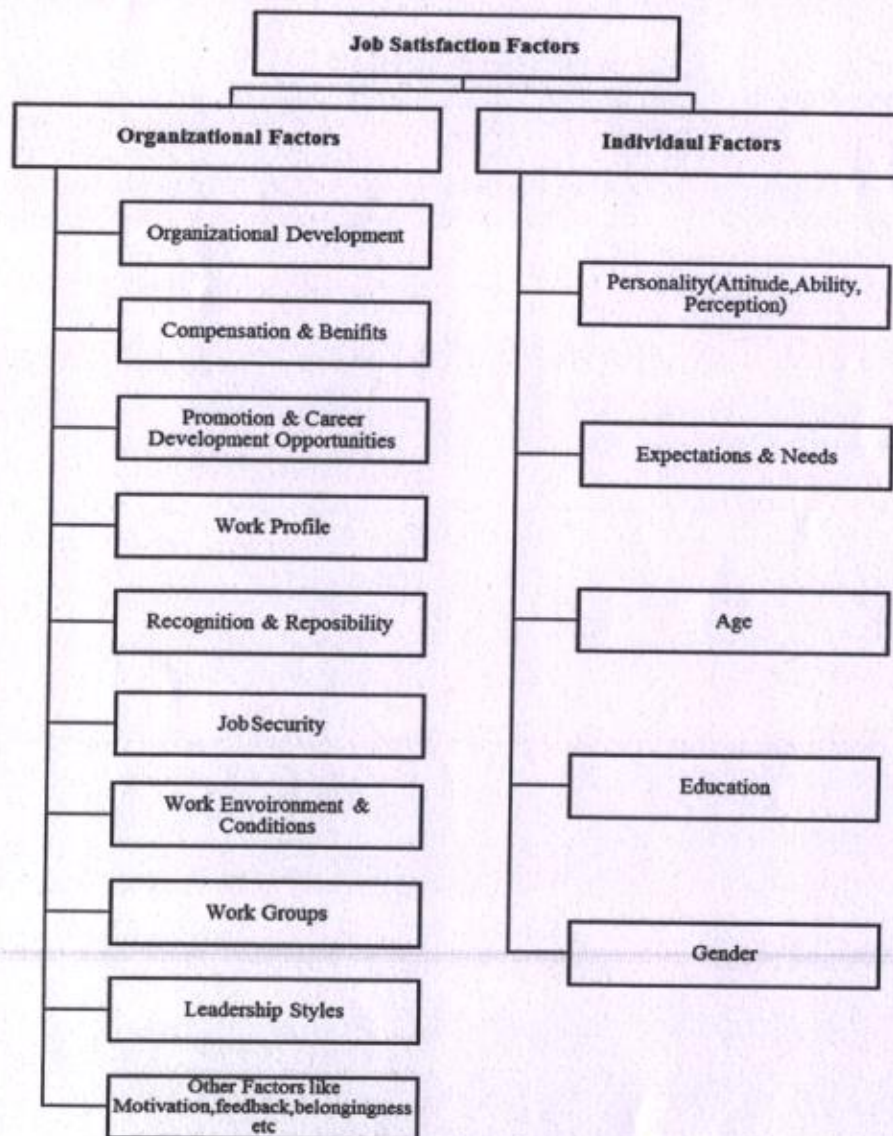 Job Satisfaction Factors
Organizational Factors
Organizational Development
Compensation & Benifits
Promotion & Career
Development Opportunities
Work Profile
Recognition & Reposibility
Job Security
Work Envoironment &
Conditions
Work Groups
Leadership Styles
Other Factors like
Motivation,feedback,belongingness
etc
Individaul Factors
Personality(Attitude,Ability,
Perception)
Expectations & Needs
Age
Education
Gender